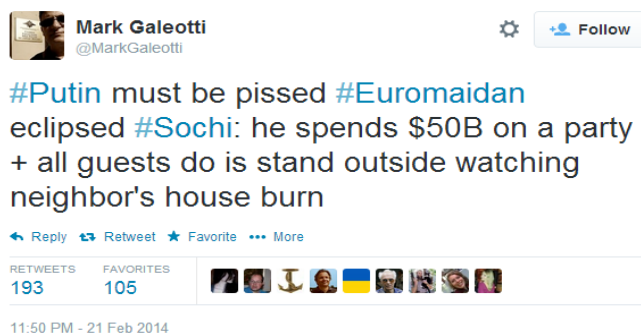 Mark Galeotti
@MarkGaleotti
Follow
#Putin must be pissed #Euromaidan
eclipsed #Sochi: he spends $50B on a party
+ all guests do is stand outside watching
neighbor's house burn
Reply Retweet Favorite More
RETWEETS FAVORITES
193 105
11:50 PM - 21 Feb 2014